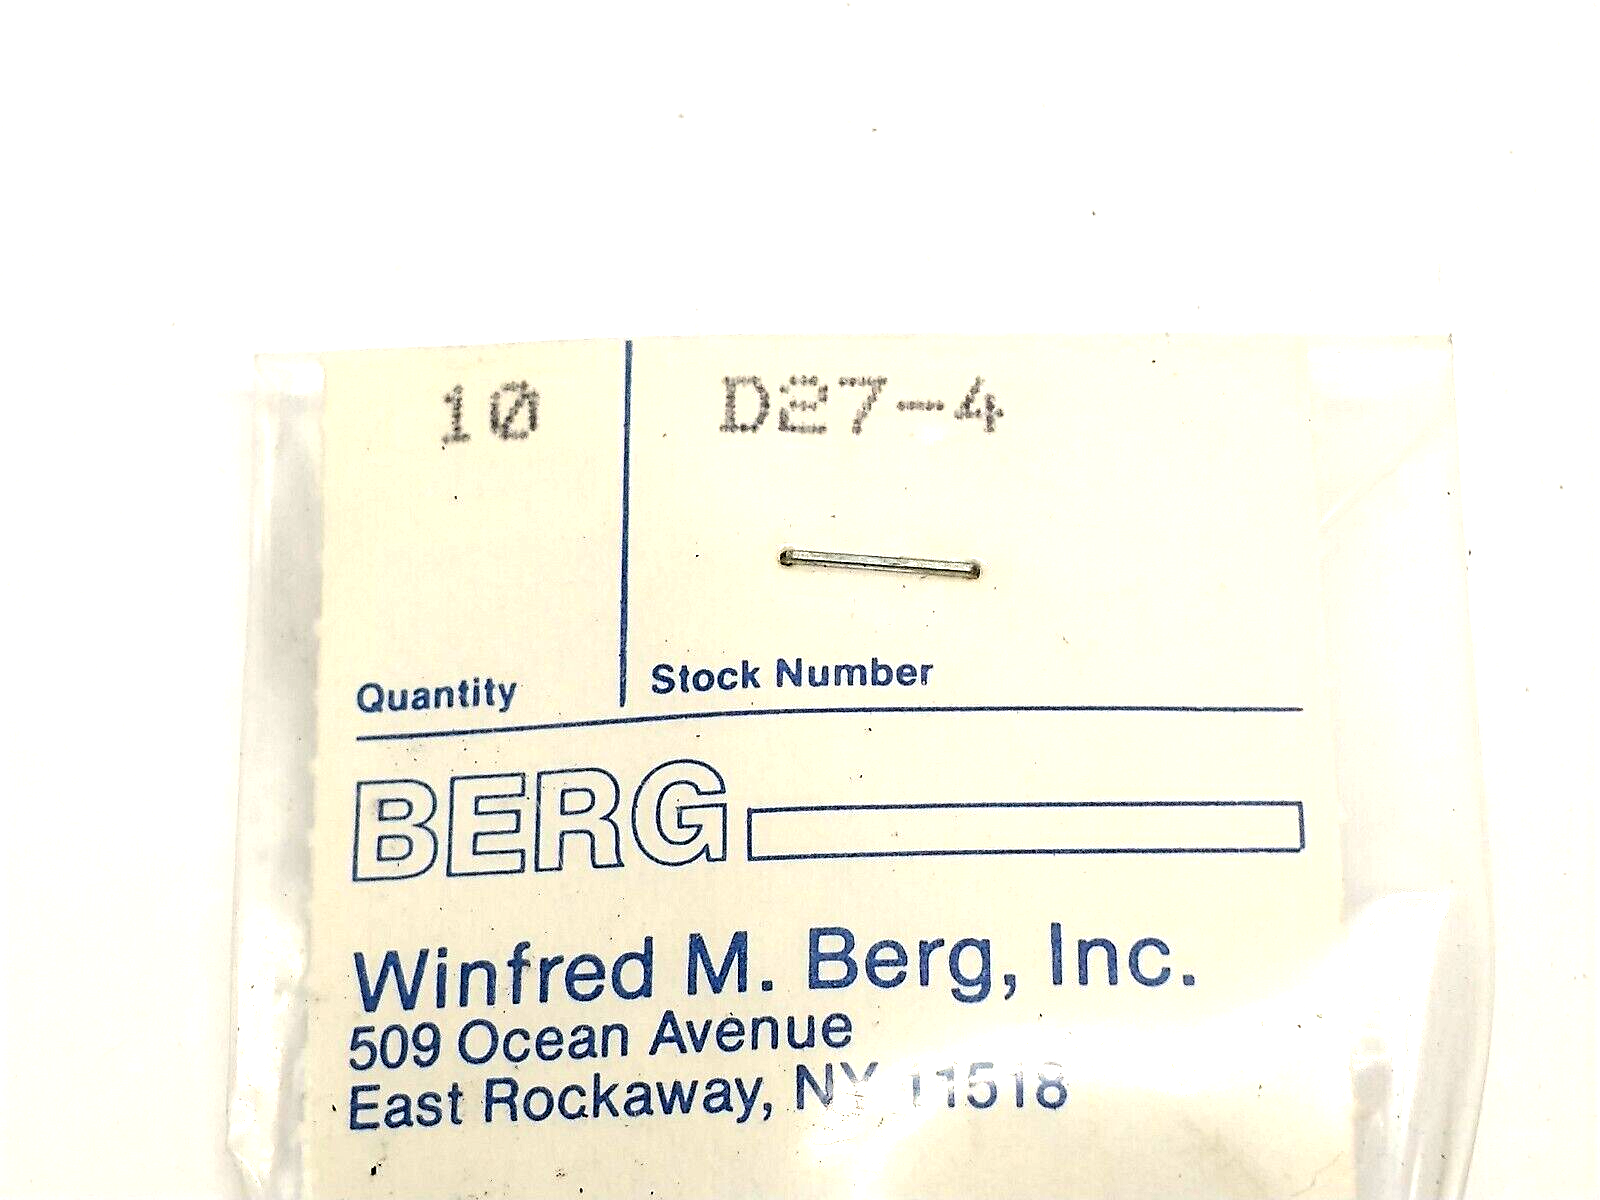 10 D27-4
Quantity Stock Number
BERG
Winfred M. Berg, Inc.
509 Ocean Avenue
East Rockaway, NY 11518